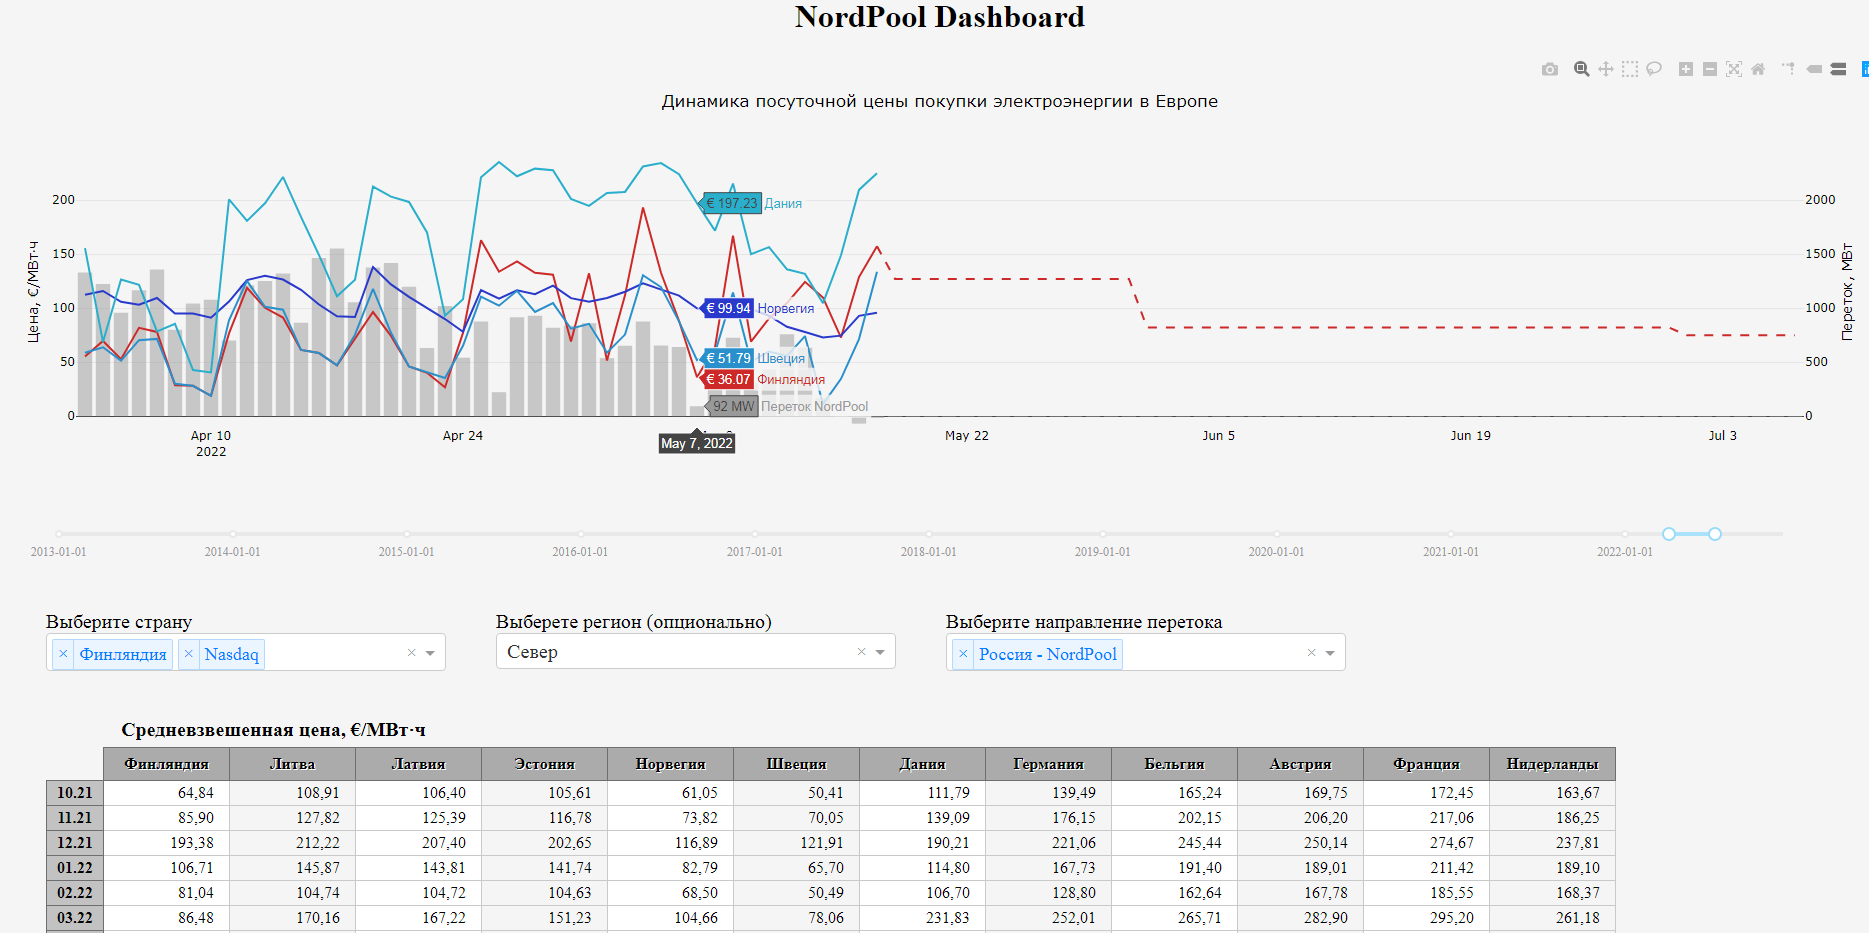 NordPool Dashboard
Динамика посуточной цены покупки электроэнергии в Европе
Цена, €/МВт·ч
200
150
100
50
0
2000
1500
1000
500
0
Переток, МВт
€ 197.23 Дания
€ 99.94 Норвегия
€ 51.79 Швеция
€ 36.07 Финляндия
92 MW Переток NordPool
Apr 10 Apr 24 May 22 Jun 5 Jun 19 Jul 3
2022
May 7, 2022
2013-01-01 2014-01-01 2015-01-01 2016-01-01 2017-01-01 2018-01-01 2019-01-01 2020-01-01 2021-01-01 2022-01-01
Выберите страну Выберете регион (опционально) Выберите направление перетока
× Финляндия × Nasdaq × Север × × Россия - NordPool ×
Средневзвешенная цена, €/МВт·ч
Финляндия Литва Латвия Эстония Норвегия Швеция Дания Германия Бельгия Австрия Франция Нидерланды
10.21 64,84 108,91 106,40 105,61 61,05 50,41 111,79 139,49 165,24 169,75 172,45 163,67
11.21 85,90 127,82 125,39 116,78 73,82 70,05 139,09 176,15 202,15 206,20 217,06 186,25
12.21 193,38 212,22 207,40 202,65 116,89 121,91 190,21 221,06 245,44 250,14 274,67 237,81
01.22 106,71 145,87 143,81 141,74 82,79 65,70 114,80 167,73 191,40 189,01 211,42 189,10
02.22 81,04 104,74 104,72 104,63 68,50 50,49 106,70 128,80 162,64 167,78 185,55 168,37
03.22 86,48 170,16 167,22 151,23 104,66 78,06 231,83 252,01 265,71 282,90 295,20 261,18